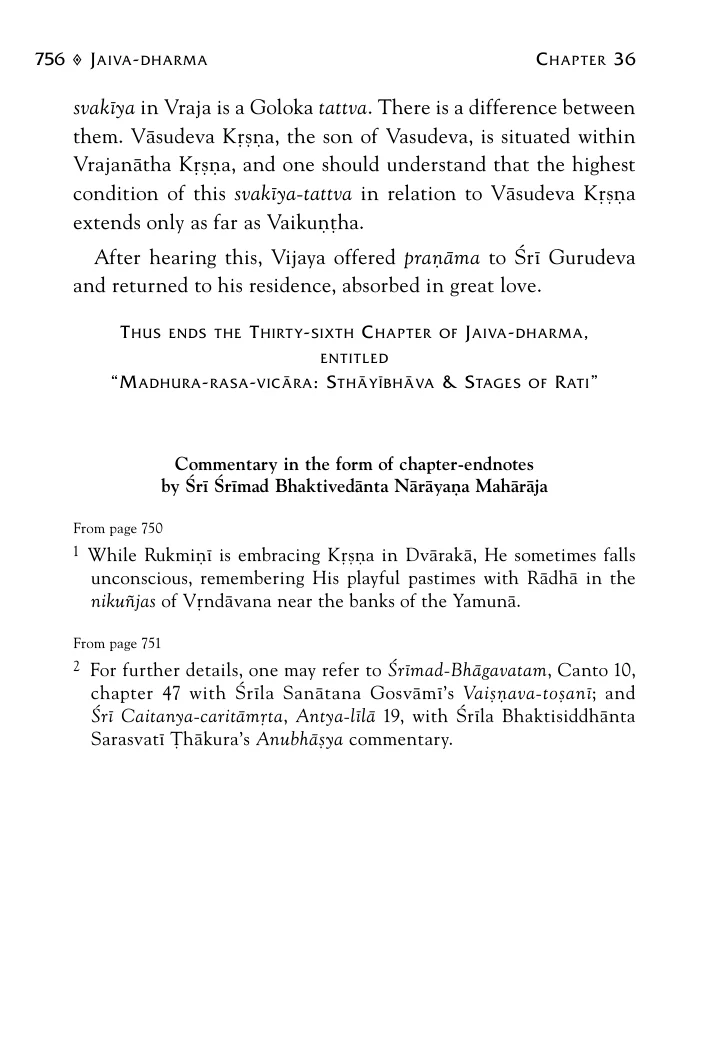 756 ◊ Jaiva-dharma Chapter 36
svakīya in Vraja is a Goloka tattva. There is a difference between
them. Vāsudeva Kṛṣṇa, the son of Vasudeva, is situated within
Vrajanātha Kṛṣṇa, and one should understand that the highest
condition of this svakīya-tattva in relation to Vāsudeva Kṛṣṇa
extends only as far as Vaikuṇṭha.
After hearing this, Vijaya offered praṇāma to Śrī Gurudeva
and returned to his residence, absorbed in great love.
Thus ends the Thirty-sixth Chapter of Jaiva-dharma,
entitled
“Madhura-rasa-vicāra: Sthāyībhāva & Stages of Rati”
Commentary in the form of chapter-endnotes
by Śrī Śrīmad Bhaktivedānta Nārāyaṇa Mahārāja
From page 750
1 While Rukmiṇī is embracing Kṛṣṇa in Dvārakā, He sometimes falls
unconscious, remembering His playful pastimes with Rādhā in the
nikuñjas of Vṛndāvana near the banks of the Yamunā.
From page 751
2 For further details, one may refer to Śrīmad-Bhāgavatam, Canto 10,
chapter 47 with Śrīla Sanātana Gosvāmī’s Vaiṣṇava-toṣanī; and
Śrī Caitanya-caritāmṛta, Antya-līlā 19, with Śrīla Bhaktisiddhānta
Sarasvatī Ṭhākura’s Anubhāṣya commentary.